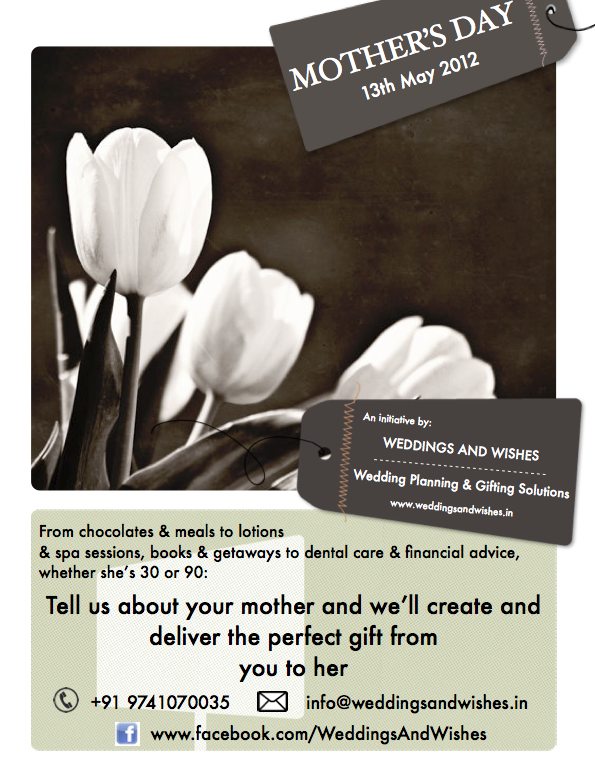 MOTHER'S DAY
13th May 2012
An initiative by:
WEDDINGS AND WISHES
Wedding Planning & Gifting Solutions
www.weddingsandwishes.in
From chocolates & meals to lotions
& spa sessions, books & getaways to dental care & financial advice,
whether she's 30 or 90:
Tell us about your mother and we'll create and
deliver the perfect gift from
you to her
+91 9741070035 info@weddingsandwishes.in
f www.facebook.com/WeddingsAndWishes